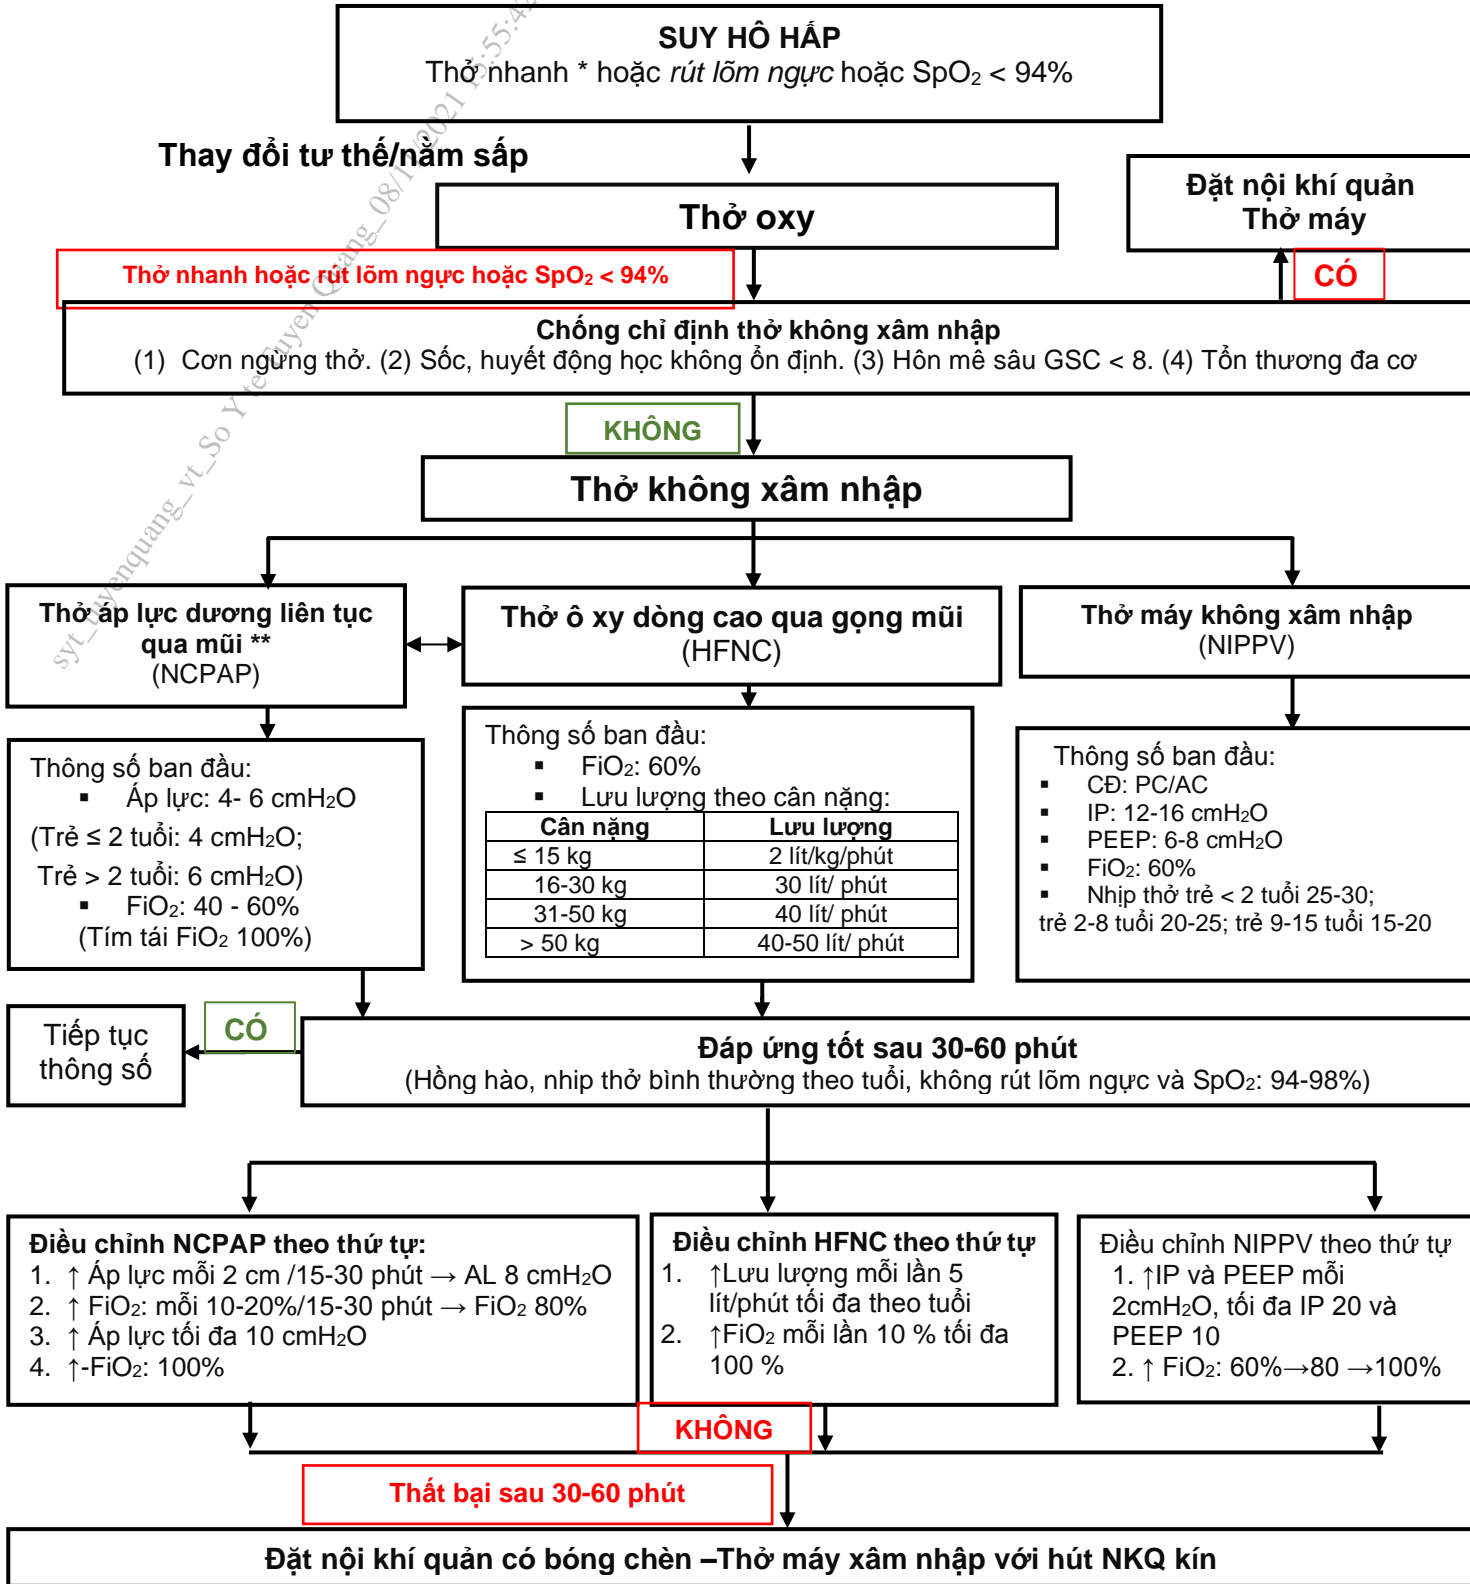 SUY HÔ HẤP
Thở nhanh * hoặc rút lõm ngực hoặc SpO2 < 94%
Thay đổi tư thế/nằm sấp
Thở oxy
Đặt nội khí quản
Thở máy
Thở nhanh hoặc rút lõm ngực hoặc SpO2 < 94%
CÓ
Chống chỉ định thở không xâm nhập
(1) Cơn ngừng thở. (2) Sốc, huyết động học không ổn định. (3) Hôn mê sâu GSC < 8. (4) Tổn thương đa cơ
KHÔNG
Thở không xâm nhập
Thở áp lực dương liên tục
qua mũi **
(NCPAP)
Thở ô xy dòng cao qua gọng mũi
(HFNC)
Thở máy không xâm nhập
(NIPPV)
Thông số ban đầu:
▪ Áp lực: 4- 6 cmH2O
(Trẻ ≤ 2 tuổi: 4 cmH2O;
Trẻ > 2 tuổi: 6 cmH2O)
▪ FiO2: 40 - 60%
(Tím tái FiO2 100%)
Thông số ban đầu:
▪ FiO2: 60%
▪ Lưu lượng theo cân nặng:
Cân nặng Lưu lượng
≤ 15 kg 2 lít/kg/phút
16-30 kg 30 lít/ phút
31-50 kg 40 lít/ phút
> 50 kg 40-50 lít/ phút
Thông số ban đầu:
▪ CĐ: PC/AC
▪ IP: 12-16 cmH2O
▪ PEEP: 6-8 cmH2O
▪ FiO2: 60%
▪ Nhịp thở trẻ < 2 tuổi 25-30;
trẻ 2-8 tuổi 20-25; trẻ 9-15 tuổi 15-20
Tiếp tục
thông số
CÓ
Đáp ứng tốt sau 30-60 phút
(Hồng hào, nhip thở bình thường theo tuổi, không rút lõm ngực và SpO2: 94-98%)
Điều chỉnh NCPAP theo thứ tự:
1. ↑ Áp lực mỗi 2 cm /15-30 phút → AL 8 cmH2O
2. ↑ FiO2: mỗi 10-20%/15-30 phút → FiO2 80%
3. ↑ Áp lực tối đa 10 cmH2O
4. ↑-FiO2: 100%
Điều chỉnh HFNC theo thứ tự
1. ↑Lưu lượng mỗi lần 5
lít/phút tối đa theo tuổi
2. ↑FiO2 mỗi lần 10 % tối đa
100 %
Điều chỉnh NIPPV theo thứ tự
1. ↑IP và PEEP mỗi
2cmH2O, tối đa IP 20 và
PEEP 10
2. ↑ FiO2: 60%→80 →100%
KHÔNG
Thất bại sau 30-60 phút
Đặt nội khí quản có bóng chèn –Thở máy xâm nhập với hút NKQ kín